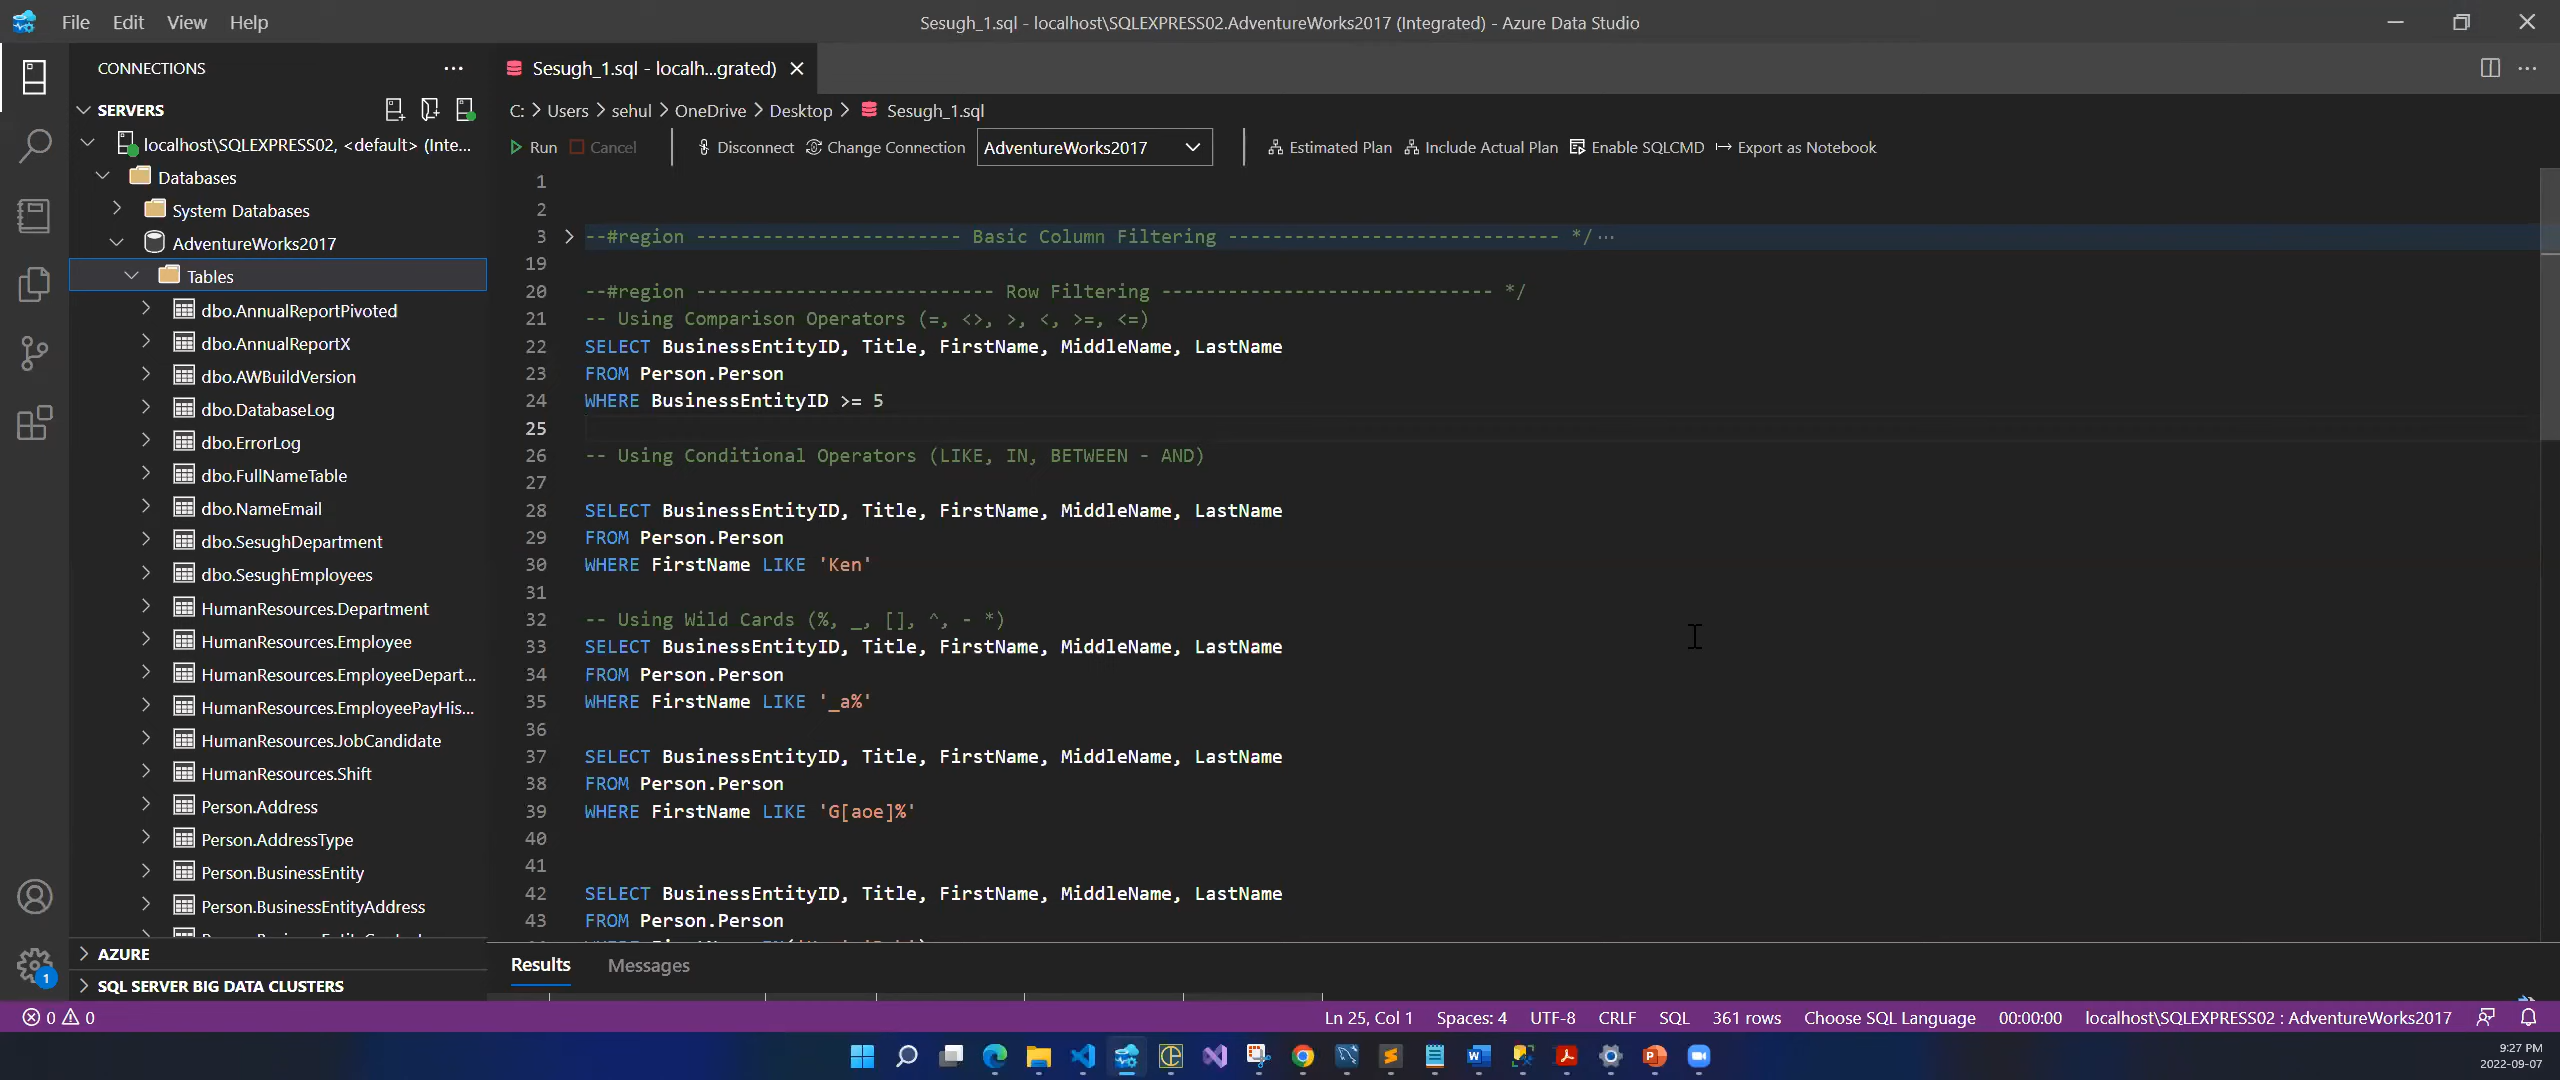 File Edit View Help
Sesugh_1.sql - localhost\SQLEXPRESS02.AdventureWorks2017 (Integrated) - Azure Data Studio
CONNECTIONS
SERVERS
localhost\SQLEXPRESS02, <default> (Inte...
Databases
System Databases
AdventureWorks2017
Tables
dbo.AnnualReportPivoted
dbo.AnnualReportX
dbo.AWBuildVersion
dbo.DatabaseLog
dbo.ErrorLog
dbo.FullNameTable
dbo.NameEmail
dbo.SesughDepartment
dbo.SesughEmployees
HumanResources.Department
HumanResources.Employee
HumanResources.EmployeeDepart...
HumanResources.EmployeePayHis...
HumanResources.JobCandidate
HumanResources.Shift
Person.Address
Person.AddressType
Person.BusinessEntity
Person.BusinessEntityAddress
AZURE
SQL SERVER BIG DATA CLUSTERS
Sesugh_1.sql - localh...grated)
C: > Users > sehul > OneDrive > Desktop > Sesugh_1.sql
Run Cancel Disconnect Change Connection AdventureWorks2017 Estimated Plan Include Actual Plan Enable SQLCMD Export as Notebook
1
2
3 --#region ------------------------ Basic Column Filtering ------------------------------ */...
19
20 --#region --------------------------- Row Filtering ------------------------------ */
21 -- Using Comparison Operators (=, <>, >, <, >=, <=)
22 SELECT BusinessEntityID, Title, FirstName, MiddleName, LastName
23 FROM Person.Person
24 WHERE BusinessEntityID >= 5
25
26 -- Using Conditional Operators (LIKE, IN, BETWEEN - AND)
27
28 SELECT BusinessEntityID, Title, FirstName, MiddleName, LastName
29 FROM Person.Person
30 WHERE FirstName LIKE 'Ken'
31
32 -- Using Wild Cards (%, _, [], ^, - *)
33 SELECT BusinessEntityID, Title, FirstName, MiddleName, LastName
34 FROM Person.Person
35 WHERE FirstName LIKE '_a%'
36
37 SELECT BusinessEntityID, Title, FirstName, MiddleName, LastName
38 FROM Person.Person
39 WHERE FirstName LIKE 'G[aoe]%'
40
41
42 SELECT BusinessEntityID, Title, FirstName, MiddleName, LastName
43 FROM Person.Person
Results Messages
1
0 0
Ln 25, Col 1 Spaces: 4 UTF-8 CRLF SQL 361 rows Choose SQL Language 00:00:00 localhost\SQLEXPRESS02 : AdventureWorks2017
9:27 PM
2022-09-07